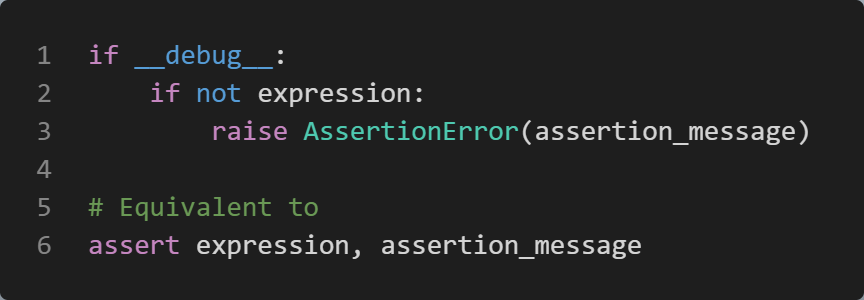 1 if __debug__:
2     if not expression:
3         raise AssertionError(assertion_message)
4
5 # Equivalent to
6 assert expression, assertion_message